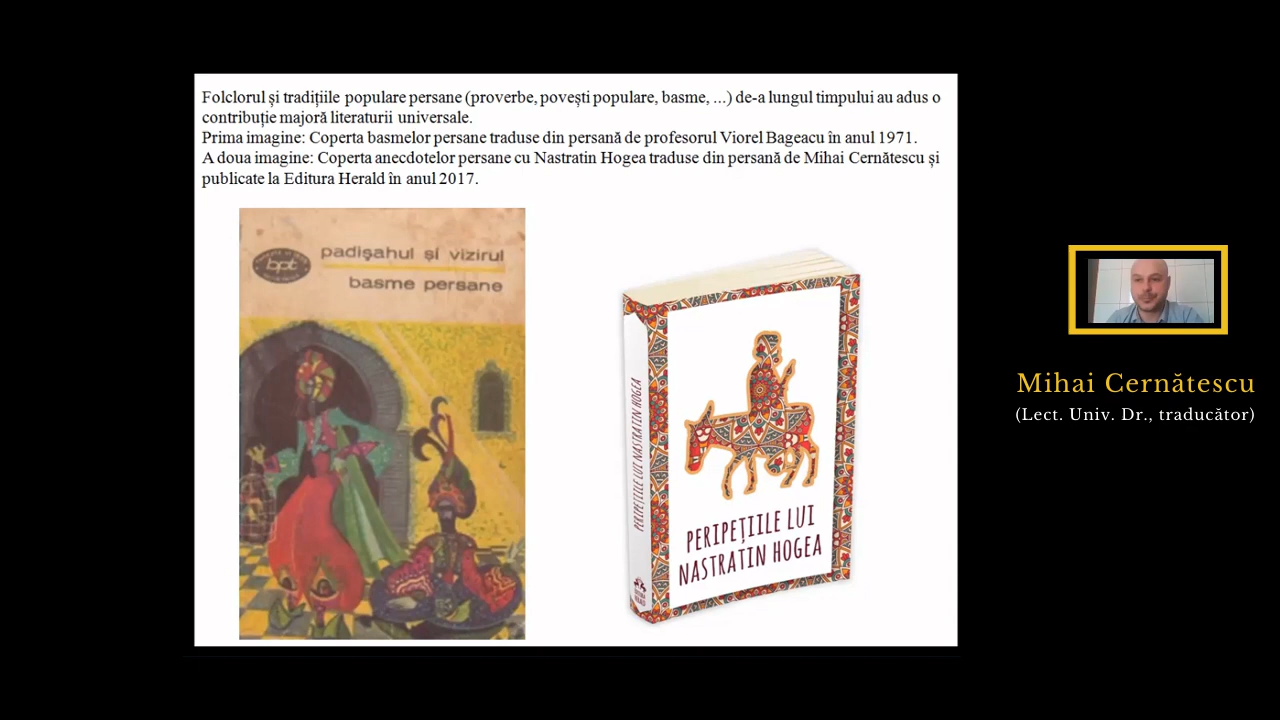 Folclorul și tradițiile populare persane (proverbe, povești populare, basme, ...) de-a lungul timpului au adus o
contribuție majoră literaturii universale.
Prima imagine: Coperta basmelor persane traduse din persană de profesorul Viorel Bageacu în anul 1971.
A doua imagine: Coperta anecdotelor persane cu Nastratin Hogea traduse din persană de Mihai Cernătescu și
publicate la Editura Herald în anul 2017.
bpt
padișahul și vizirul
basme persane
PERIPEȚIILE LUI NASTRATIN HOGEA
PERIPEȚIILE LUI
NASTRATIN HOGEA
Mihai Cernătescu
(Lect. Univ. Dr., traducător)